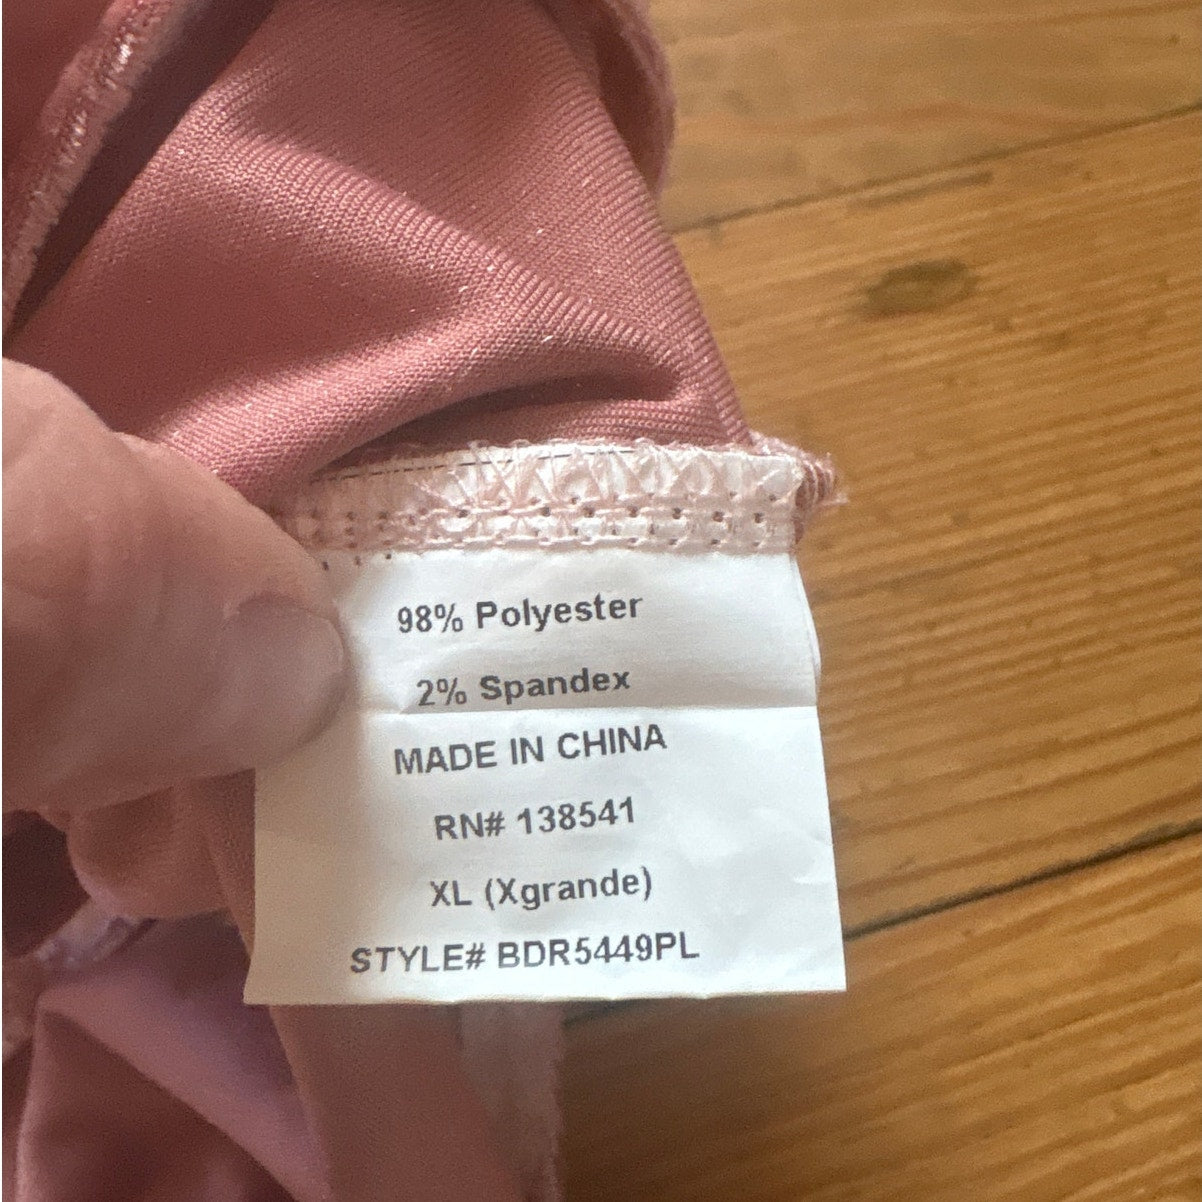 98% Polyester
2% Spandex
MADE IN CHINA
RN# 138541
XL (Xgrande)
STYLE# BDR5449PL